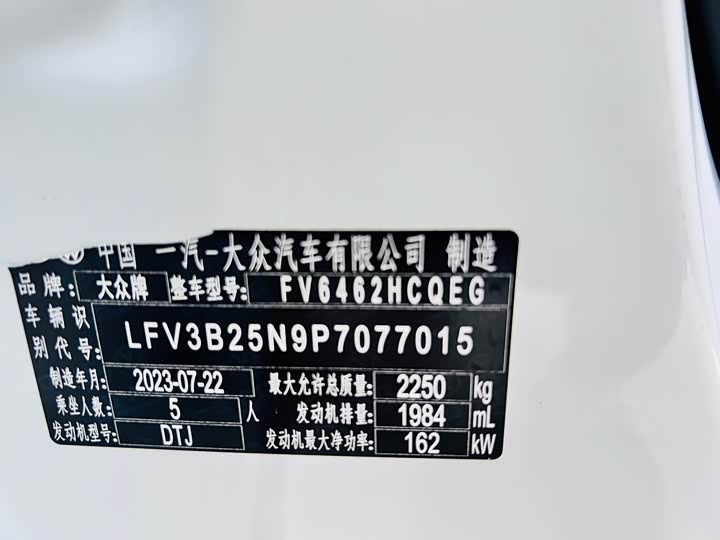 中国 一汽-大众汽车有限公司 制造
品牌: 大众牌 整车型号: FV6462HCQEG
车辆识
别代号: LFV3B25N9P7077015
制造年月: 2023-07-22 最大允许总质量: 2250 kg
乘坐人数: 5 人 发动机排量: 1984 mL
发动机型号: DTJ 发动机最大净功率: 162 kW